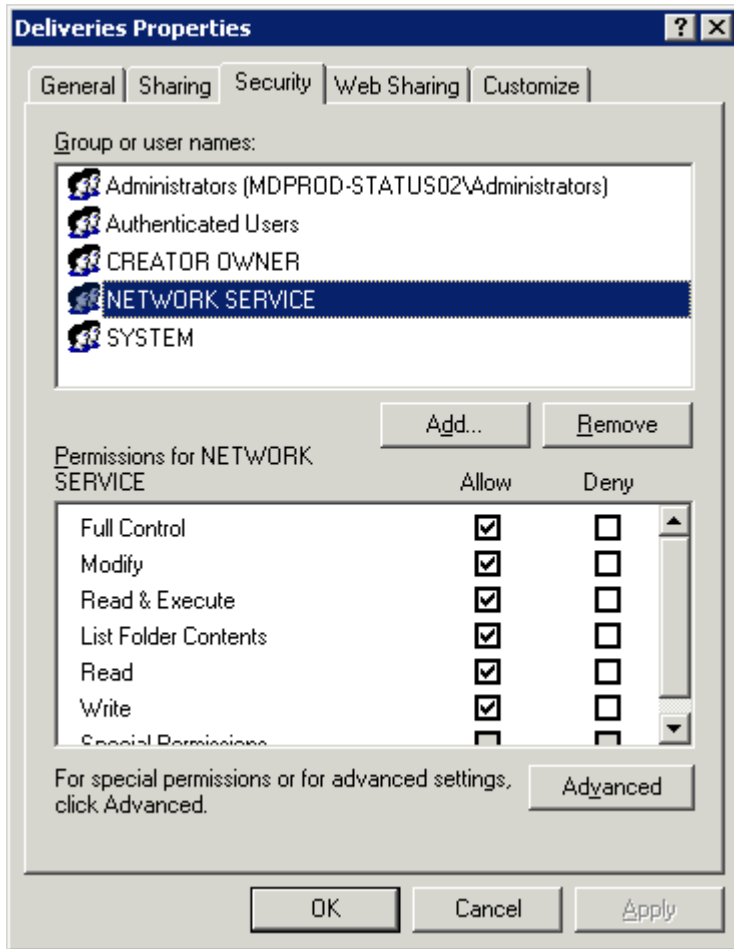 Deliveries Properties
General Sharing Security Web Sharing Customize
Group or user names:
Administrators (MDPROD-STATUS02\Administrators)
Authenticated Users
CREATOR OWNER
NETWORK SERVICE
SYSTEM
Add... Remove
Permissions for NETWORK
SERVICE Allow Deny
Full Control
Modify
Read & Execute
List Folder Contents
Read
Write
Special Permissions
For special permissions or for advanced settings,
click Advanced.
Advanced
OK Cancel Apply